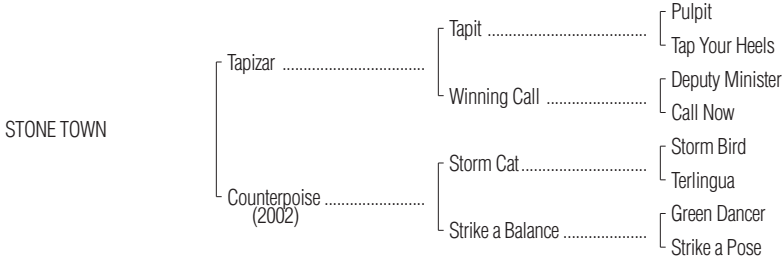 Pulpit
Tapit ......................................
Tap Your Heels
Tapizar ..................................
Deputy Minister
Winning Call ........................
Call Now
STONE TOWN
Storm Bird
Storm Cat..............................
Terlingua
Counterpoise ........................
(2002)
Green Dancer
Strike a Balance ....................
Strike a Pose